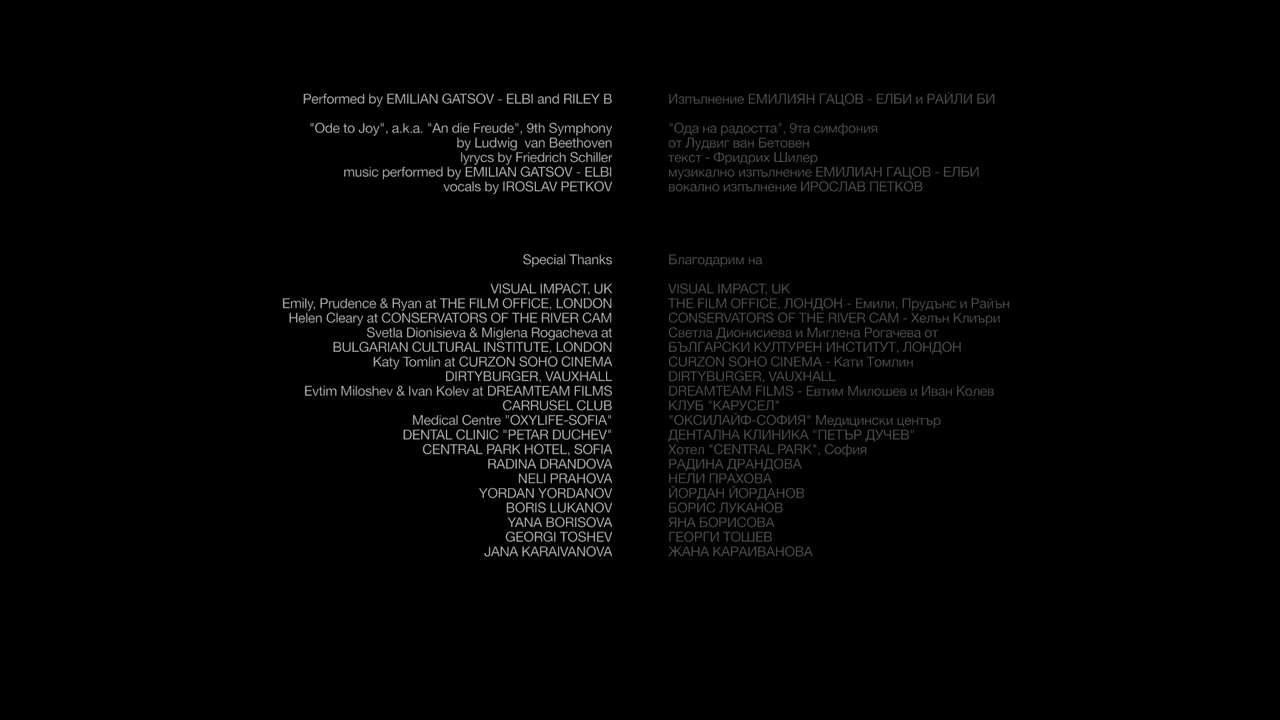 Performed by EMILIAN GATSOV - ELBI and RILEY B Изпълнение ЕМИЛИЯН ГАЦОВ - ЕЛБИ и РАЙЛИ БИ
"Ode to Joy", a.k.a. "An die Freude", 9th Symphony "Ода на радостта", 9та симфония
by Ludwig van Beethoven от Лудвиг ван Бетовен
lyrycs by Friedrich Schiller текст - Фридрих Шилер
music performed by EMILIAN GATSOV - ELBI музикално изпълнение ЕМИЛИАН ГАЦОВ - ЕЛБИ
vocals by IROSLAV PETKOV вокално изпълнение ИРОСЛАВ ПЕТКОВ
Special Thanks Благодарим на
VISUAL IMPACT, UK VISUAL IMPACT, UK
Emily, Prudence & Ryan at THE FILM OFFICE, LONDON THE FILM OFFICE, ЛОНДОН - Емили, Прудънс и Райън
Helen Cleary at CONSERVATORS OF THE RIVER CAM CONSERVATORS OF THE RIVER CAM - Хелън Клиъри
Svetla Dionisieva & Miglena Rogacheva at Светла Дионисиева и Миглена Рогачева от
BULGARIAN CULTURAL INSTITUTE, LONDON БЪЛГАРСКИ КУЛТУРЕН ИНСТИТУТ, ЛОНДОН
Katy Tomlin at CURZON SOHO CINEMA CURZON SOHO CINEMA - Кати Томлин
DIRTYBURGER, VAUXHALL DIRTYBURGER, VAUXHALL
Evtim Miloshev & Ivan Kolev at DREAMTEAM FILMS DREAMTEAM FILMS - Евтим Милошев и Иван Колев
CARRUSEL CLUB КЛУБ "КАРУСЕЛ"
Medical Centre "OXYLIFE-SOFIA" "ОКСИЛАЙФ-СОФИЯ" Медицински център
DENTAL CLINIC "PETAR DUCHEV" ДЕНТАЛНА КЛИНИКА "ПЕТЪР ДУЧЕВ"
CENTRAL PARK HOTEL, SOFIA Хотел "CENTRAL PARK", София
RADINA DRANDOVA РАДИНА ДРАНДОВА
NELI PRAHOVA НЕЛИ ПРАХОВА
YORDAN YORDANOV ЙОРДАН ЙОРДАНОВ
BORIS LUKANOV БОРИС ЛУКАНОВ
YANA BORISOVA ЯНА БОРИСОВА
GEORGI TOSHEV ГЕОРГИ ТОШЕВ
JANA KARAIVANOVA ЖАНА КАРАИВАНОВА